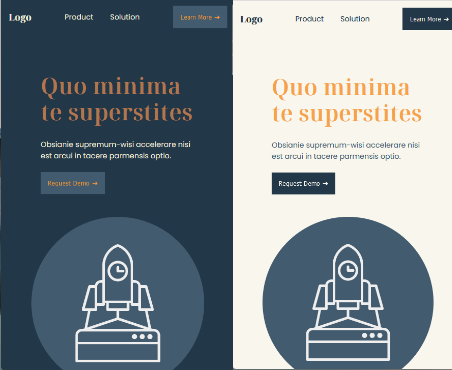 Logo
Product
Solution
Learn More →
Quo minima
te superstites
Obsianie supremum-wisi accelerare nisi
est arcui in tacere parmensis optio.
Request Demo →
Logo
Product
Solution
Learn More →
Quo minima
te superstites
Obsianie supremum-wisi accelerare nisi
est arcui in tacere parmensis optio.
Request Demo →